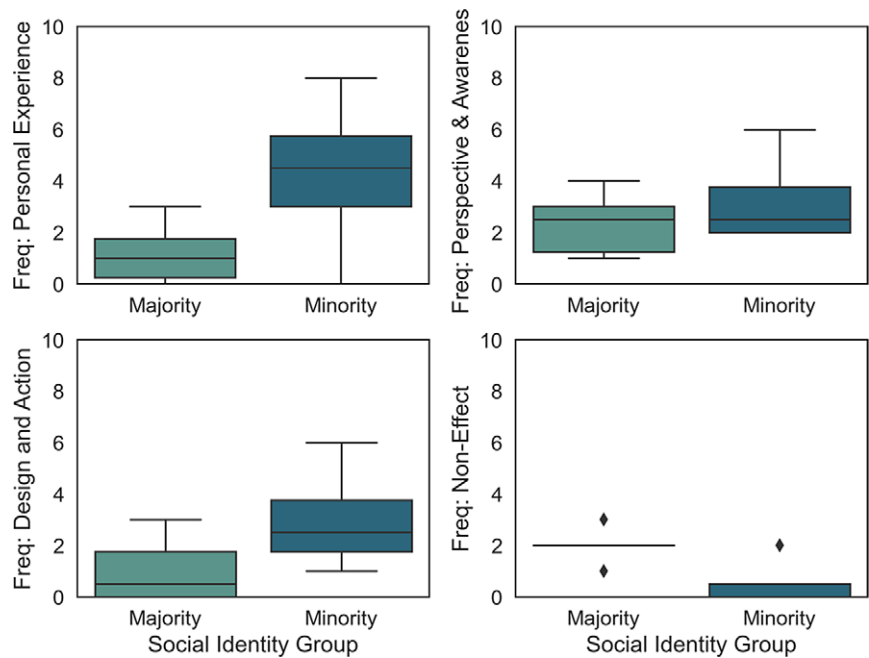 Freq: Personal Experience
10
8
6
4
2
0
Majority
Minority
Freq: Perspective & Awarenes
10
8
6
4
2
0
Majority
Minority
Freq: Design and Action
10
8
6
4
2
0
Majority
Minority
Social Identity Group
Freq: Non-Effect
10
8
6
4
2
0
Majority
Minority
Social Identity Group